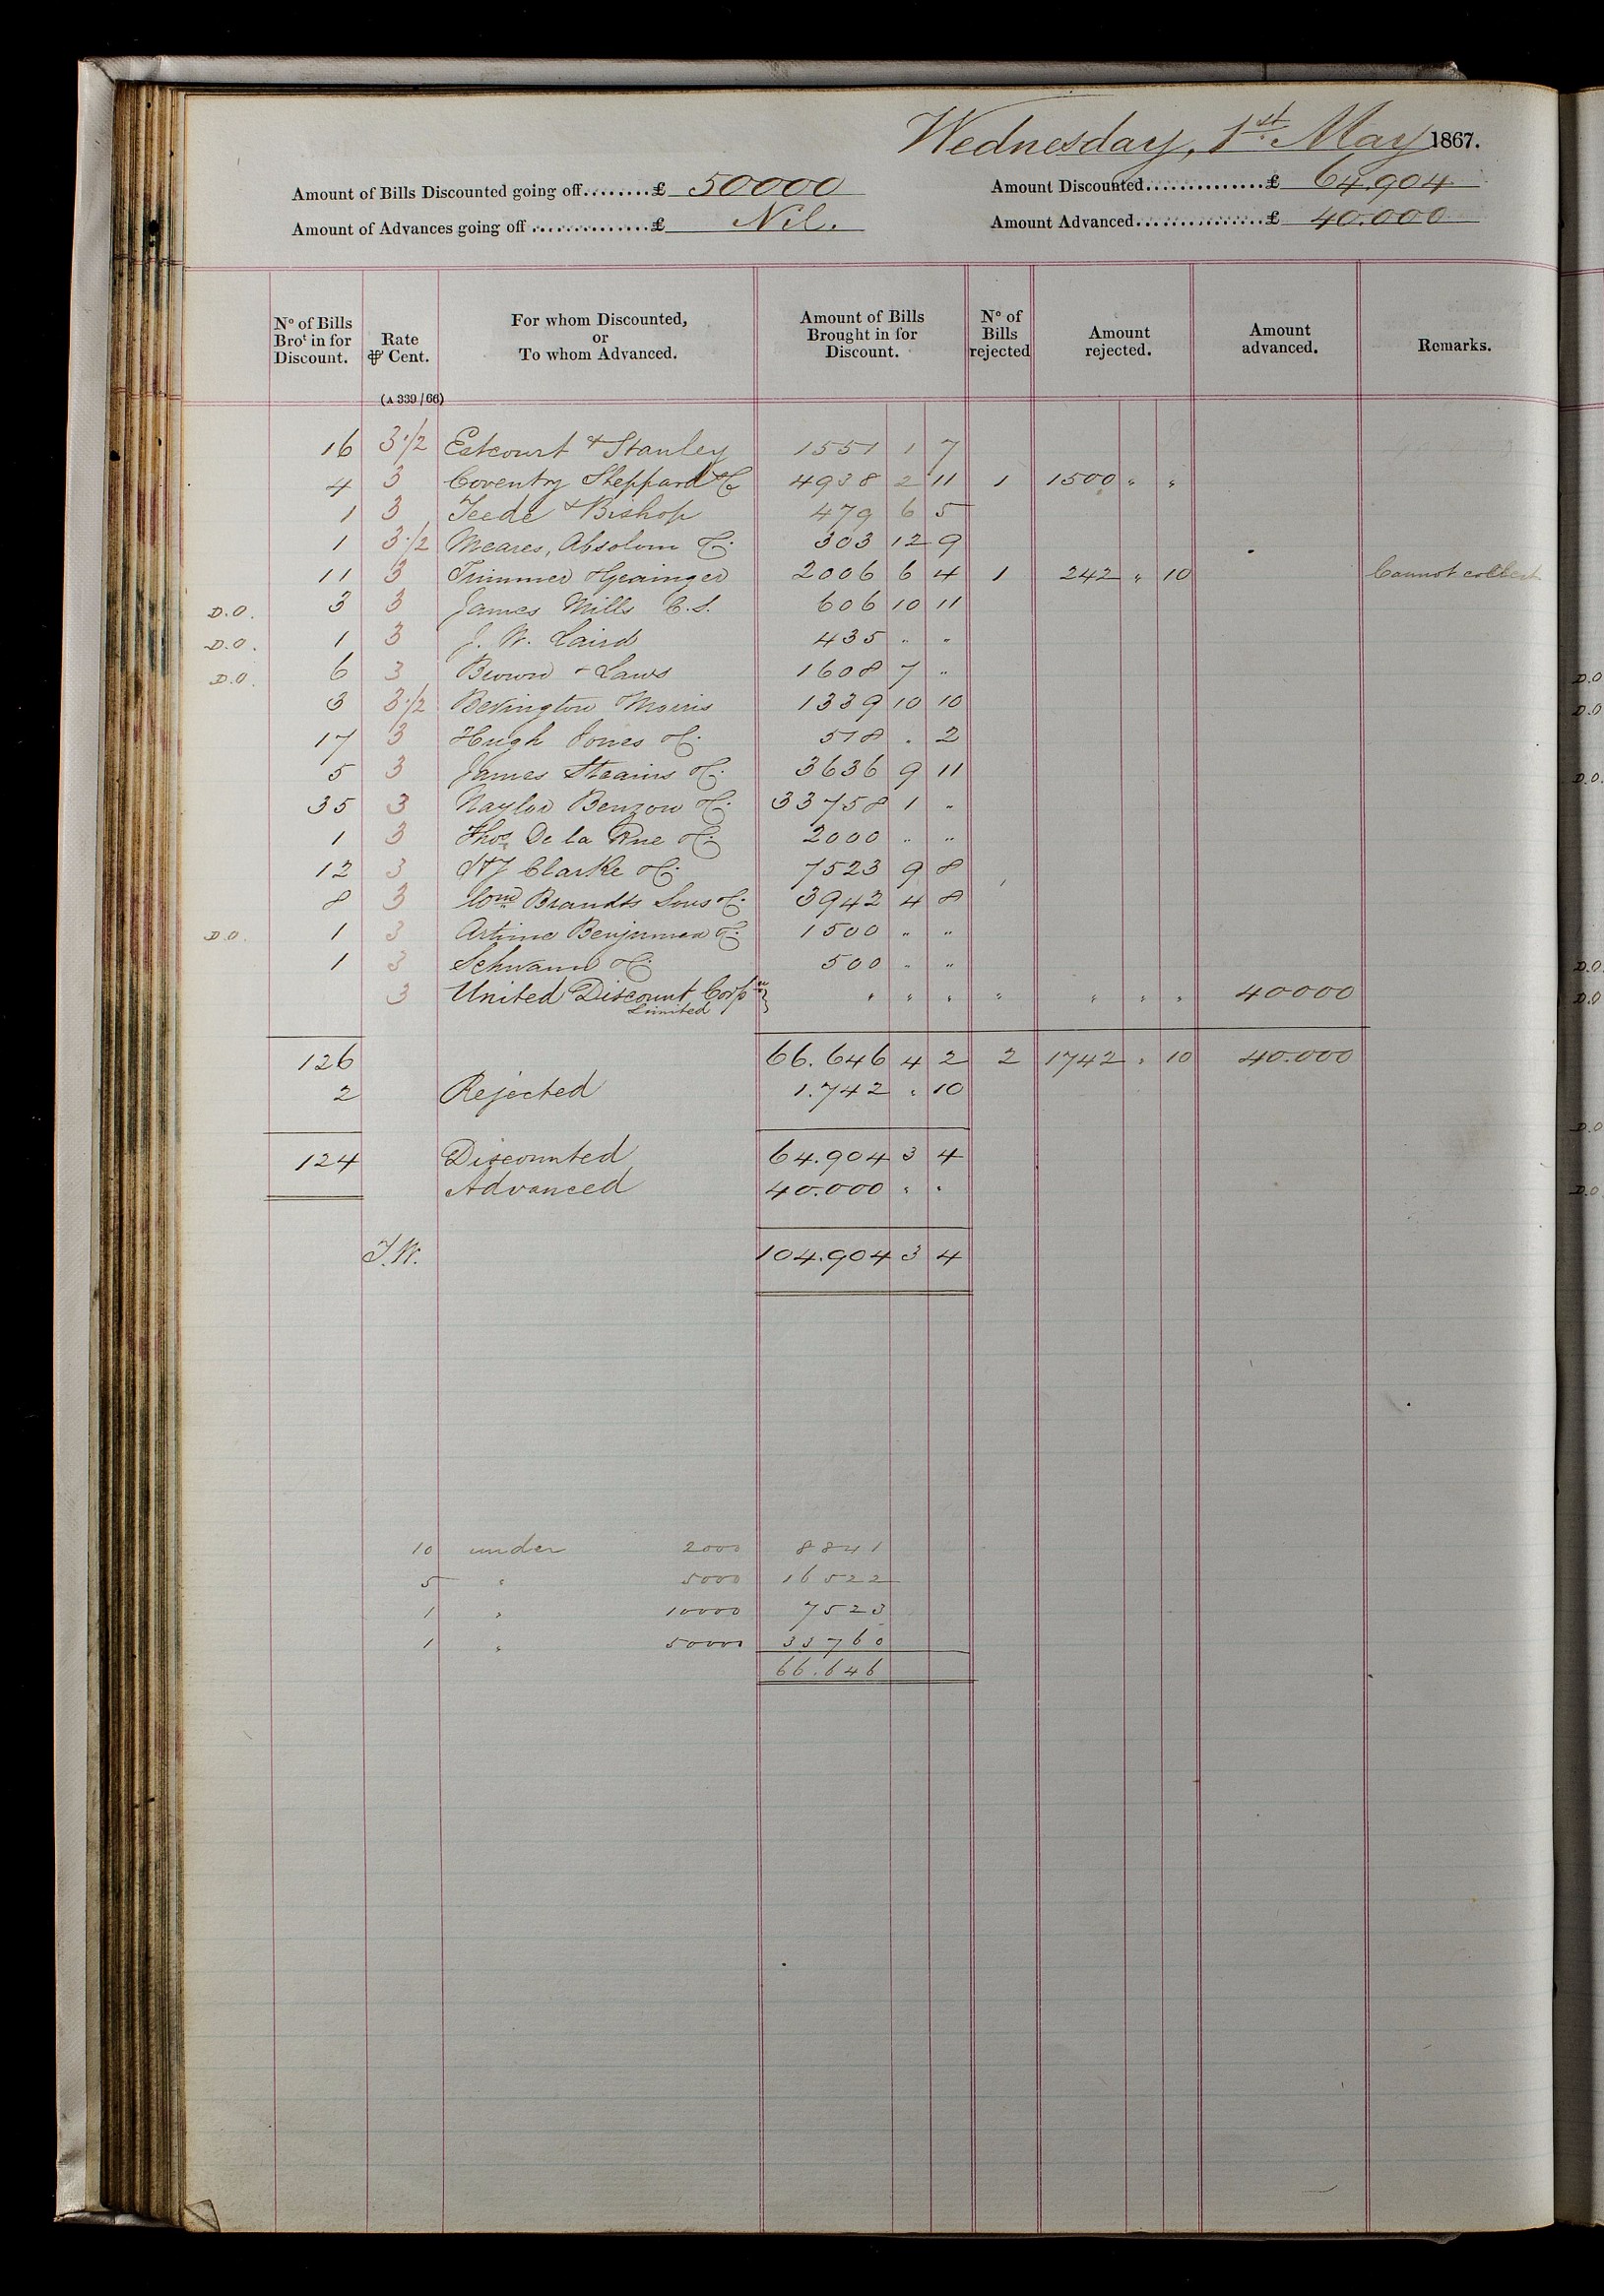 Wednesday, 1st May 1867.
Amount of Bills Discounted going off........£ 50000 Amount Discounted..............£ 64.904
Amount of Advances going off..............£ Nil. Amount Advanced...............£ 40.000
No of Bills Brot in for Discount. Rate ⅌ Cent. For whom Discounted, or To whom Advanced. Amount of Bills Brought in for Discount. No of Bills rejected Amount rejected. Amount advanced. Remarks.
(A 339/66)
16 3 1/2 Estcourt & Stanley 1551 1 7
4 3 Coventry Sheppard & Co 4938 2 11 1 1500 " "
1 3 Teede & Bishop 479 6 5
1 3 1/2 Meares, Absolom & Co. 303 12 9
11 3 Trimmer & Grainger 2006 6 4 1 242 " 10 Cannot collect
D.O. 3 3 James Mills C.S. 606 10 11
D.O. 1 3 J. W. Laird 435 " "
D.O. 6 3 Brown & Laws 1608 7 "
3 3 1/2 Bevington Morris 1339 10 10
17 3 Hugh Jones & Co. 518 . 2
5 3 James Steains & Co. 3636 9 11
35 3 Naylor Benzon & Co. 33758 1 "
1 3 Thos. De la Rue & Co. 2000 " "
12 3 Clarke & Co. 7523 9 8
8 3 Wm Brandts Sons & Co. 3942 4 8
D.O. 1 3 Benjamin & Co. 1500 " "
1 3 Schwann & Co. 500 " "
3 United Discount Corpn Limited " " " " " " " 40000
126 66.646 4 2 2 1742 " 10 40.000
2 Rejected 1.742 " 10
124 Discounted 64.904 3 4
Advanced 40.000 " "
J.W. 104.904 3 4
10 under 2000 8841
5 " 5000 16522
1 " 10000 7523
1 " 50000 33760
66.646
D.O
D.O
D.O.
D.O.
D.O
D.O
D.O